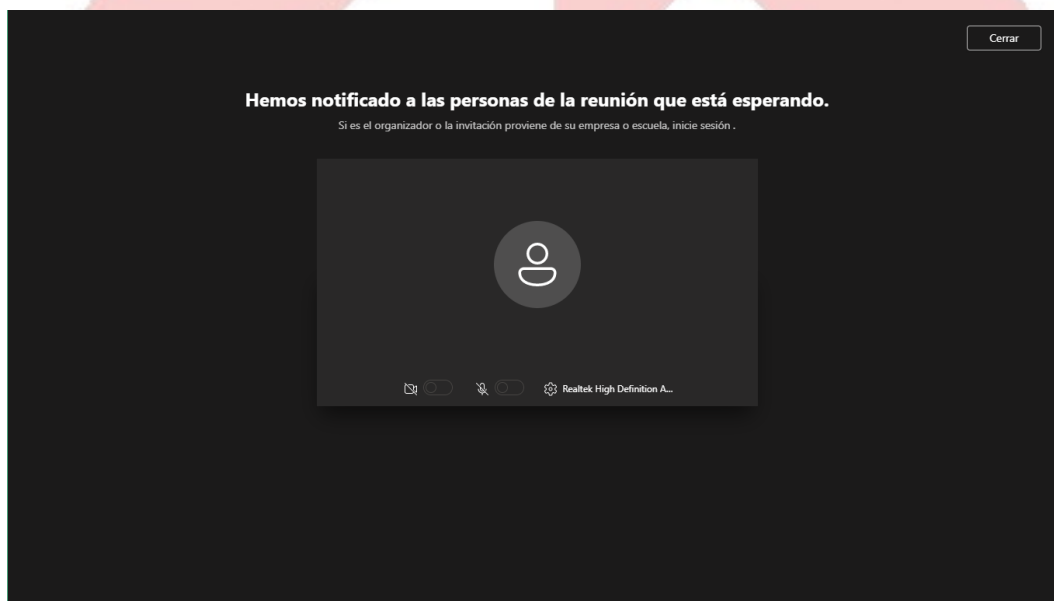 Cerrar
Hemos notificado a las personas de la reunión que está esperando.
Si es el organizador o la invitación proviene de su empresa o escuela, inicie sesión .
Realtek High Definition A...